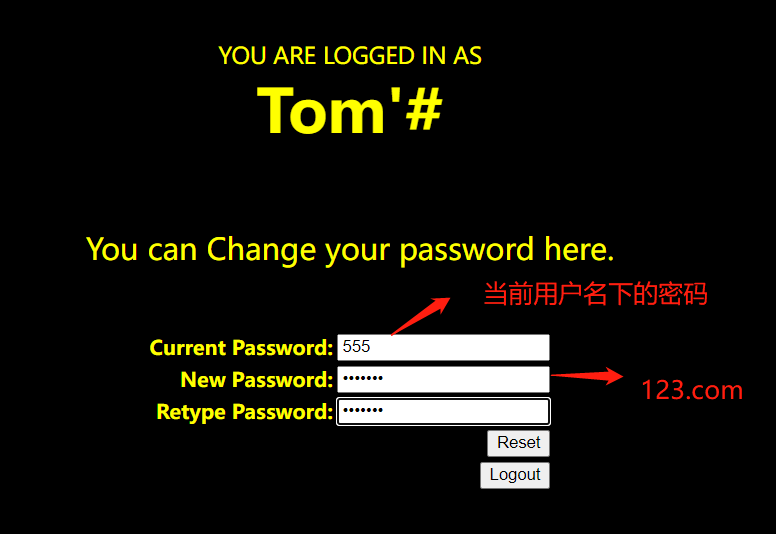 YOU ARE LOGGED IN AS
Tom'#
You can Change your password here.
当前用户名下的密码
Current Password: 555
New Password: •••••••
123.com
Retype Password: •••••••
Reset
Logout